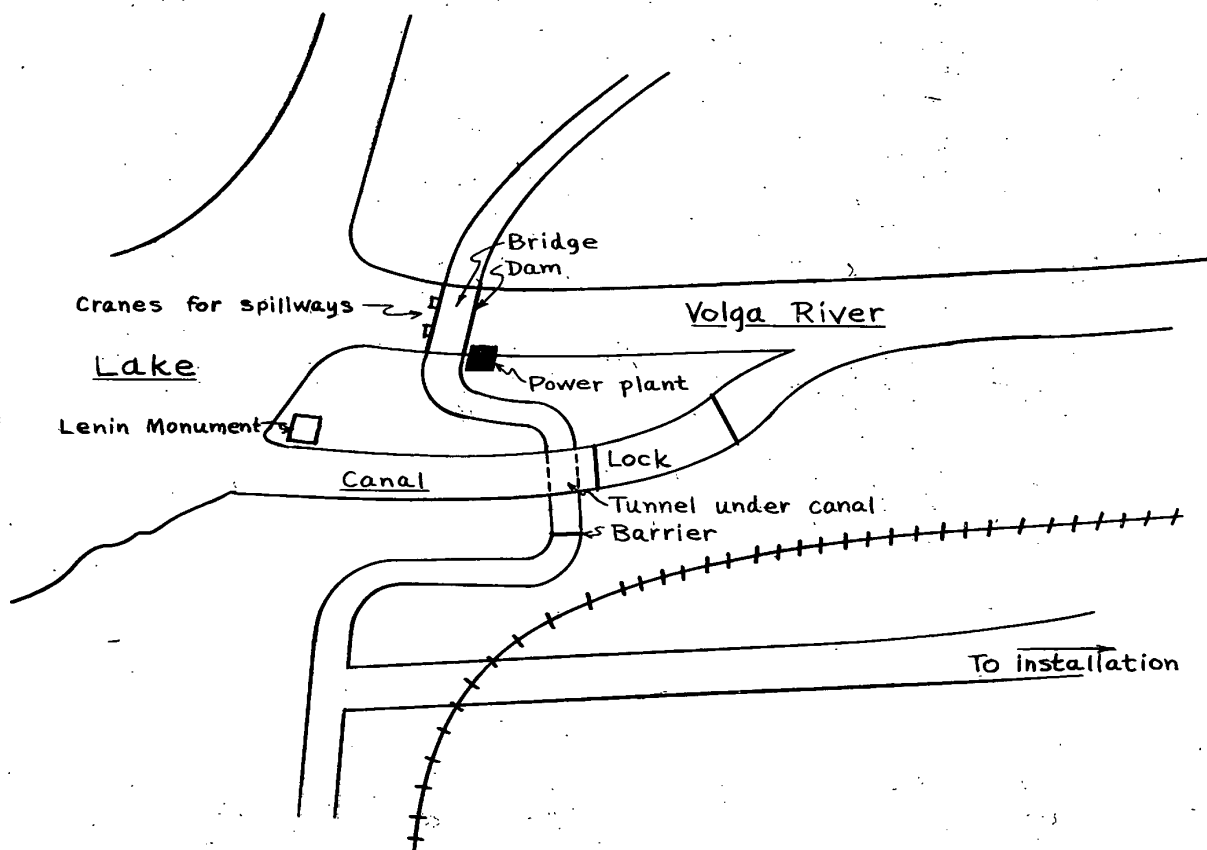 Bridge
Dam
Cranes for spillways
Volga River
Lake
Power plant
Lenin Monument
Lock
Canal
Tunnel under canal
Barrier
To installation